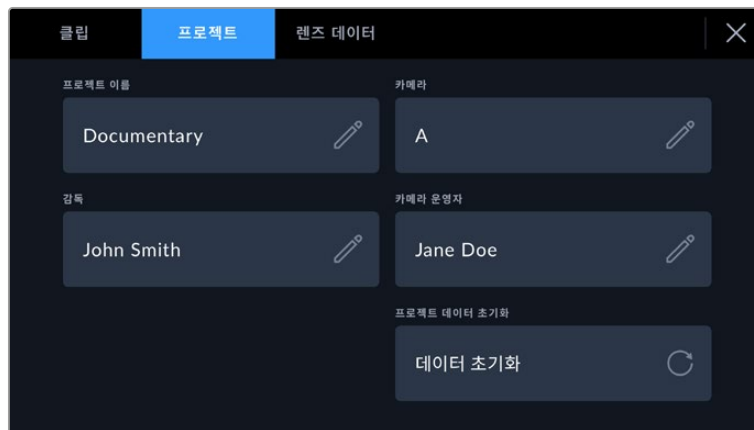 클립
프로젝트
렌즈 데이터
프로젝트 이름
카메라
Documentary
A
감독
카메라 운영자
John Smith
Jane Doe
프로젝트 데이터 초기화
데이터 초기화